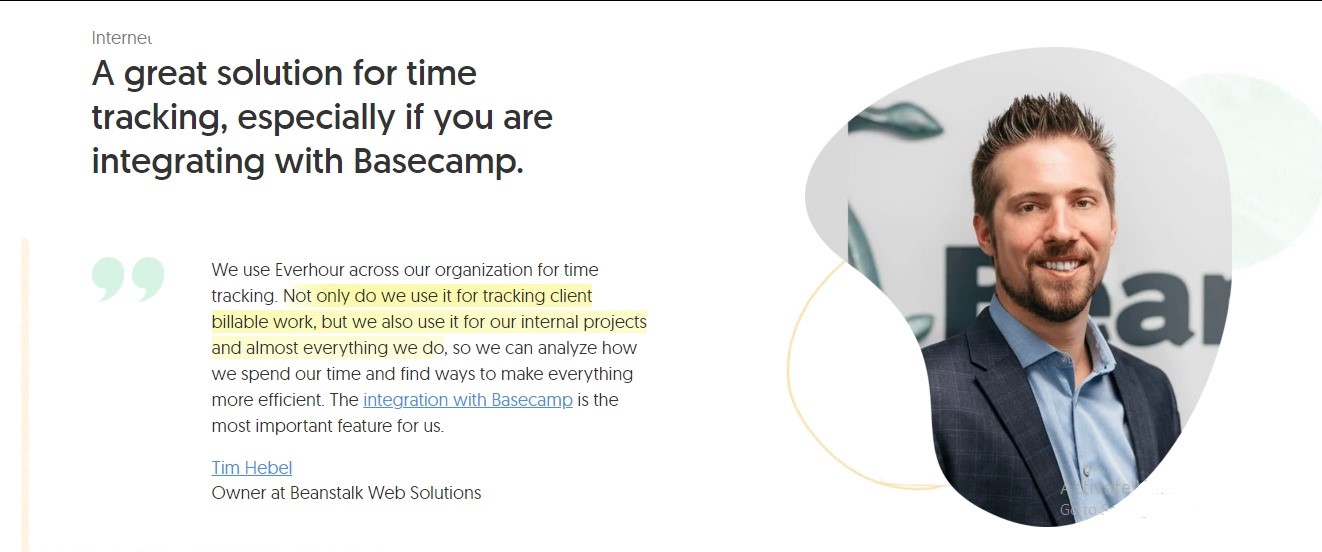 Internet
A great solution for time
tracking, especially if you are
integrating with Basecamp.
We use Everhour across our organization for time
tracking. Not only do we use it for tracking client
billable work, but we also use it for our internal projects
and almost everything we do, so we can analyze how
we spend our time and find ways to make everything
more efficient. The integration with Basecamp is the
most important feature for us.
Tim Hebel
Owner at Beanstalk Web Solutions
Bear
Go to